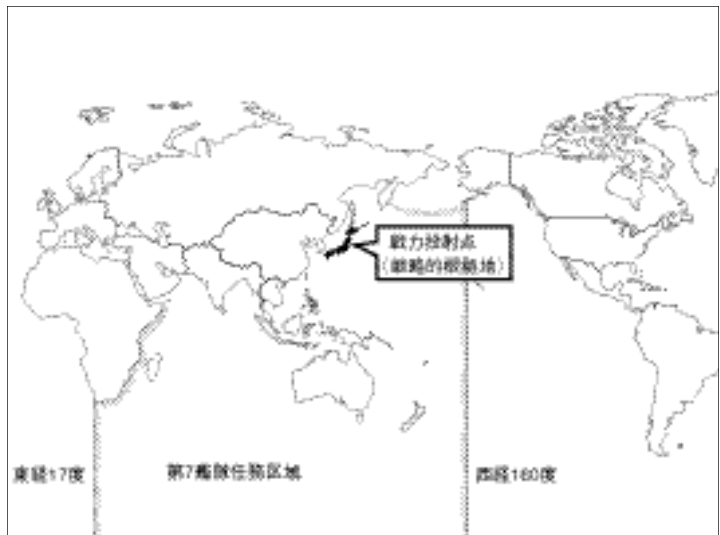 戦力投射点
(戦略的根拠地)
東経17度
第7艦隊任務区域
西経160度